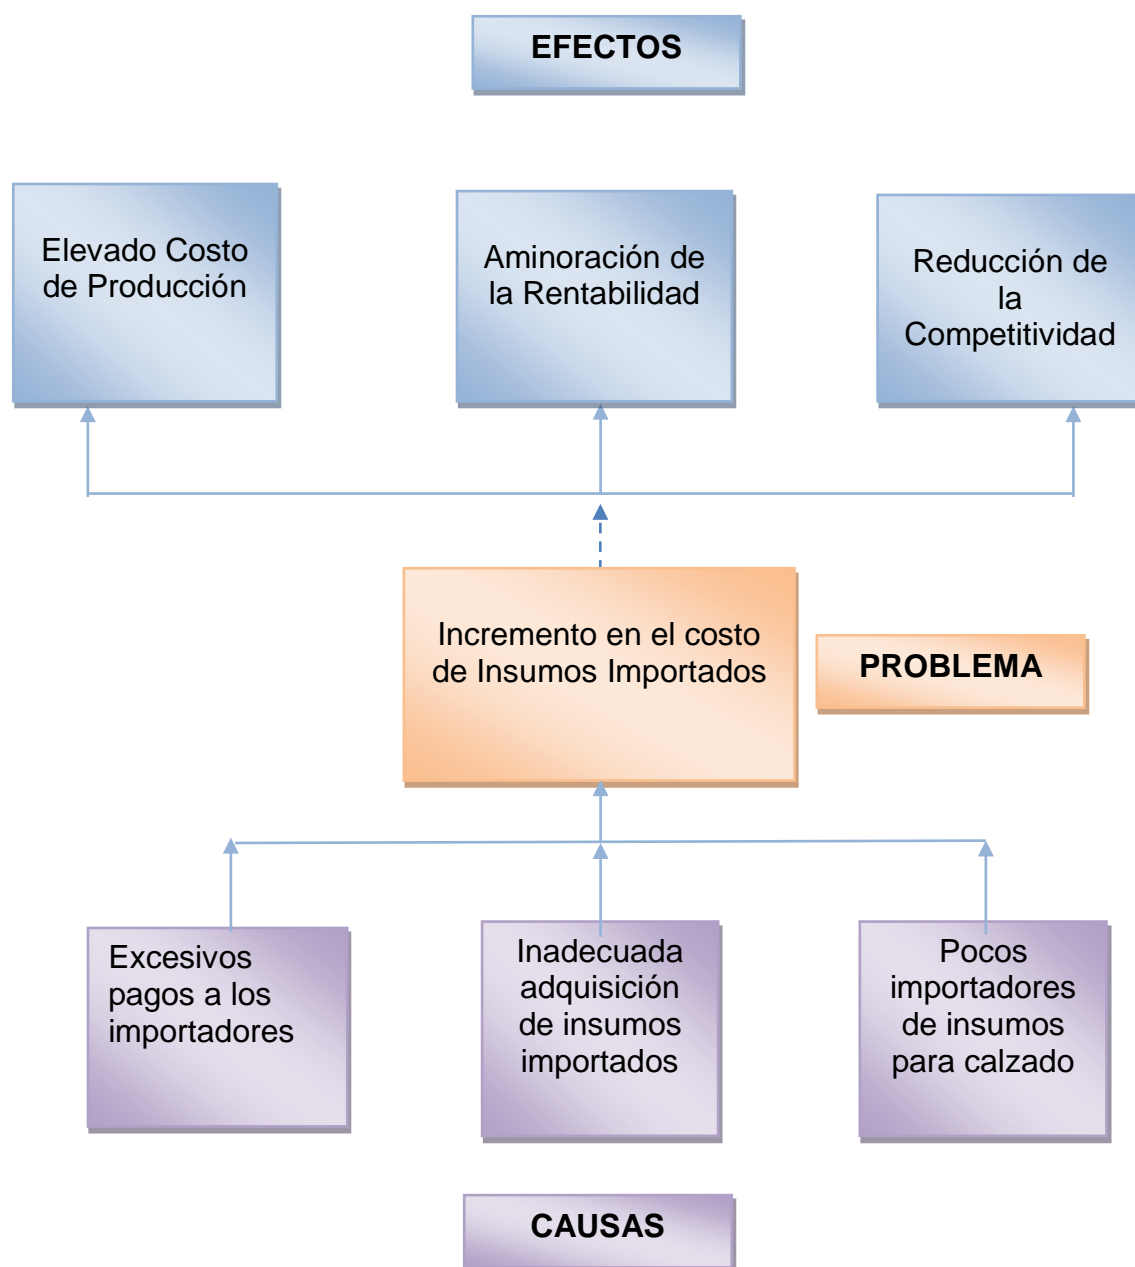 EFECTOS
Elevado Costo
de Producción
Aminoración de
la Rentabilidad
Reducción de
la
Competitividad
Incremento en el costo
de Insumos Importados
PROBLEMA
Excesivos
pagos a los
importadores
Inadecuada
adquisición
de insumos
importados
Pocos
importadores
de insumos
para calzado
CAUSAS